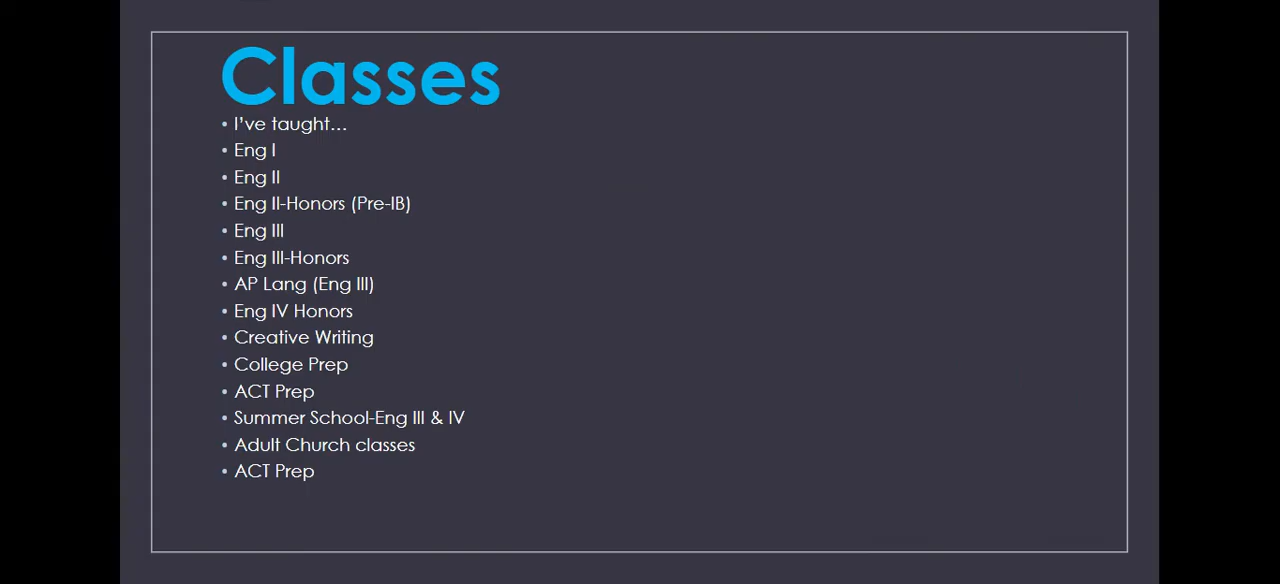 Classes
• I've taught…
• Eng I
• Eng II
• Eng II-Honors (Pre-IB)
• Eng III
• Eng III-Honors
• AP Lang (Eng III)
• Eng IV Honors
• Creative Writing
• College Prep
• ACT Prep
• Summer School-Eng III & IV
• Adult Church classes
• ACT Prep